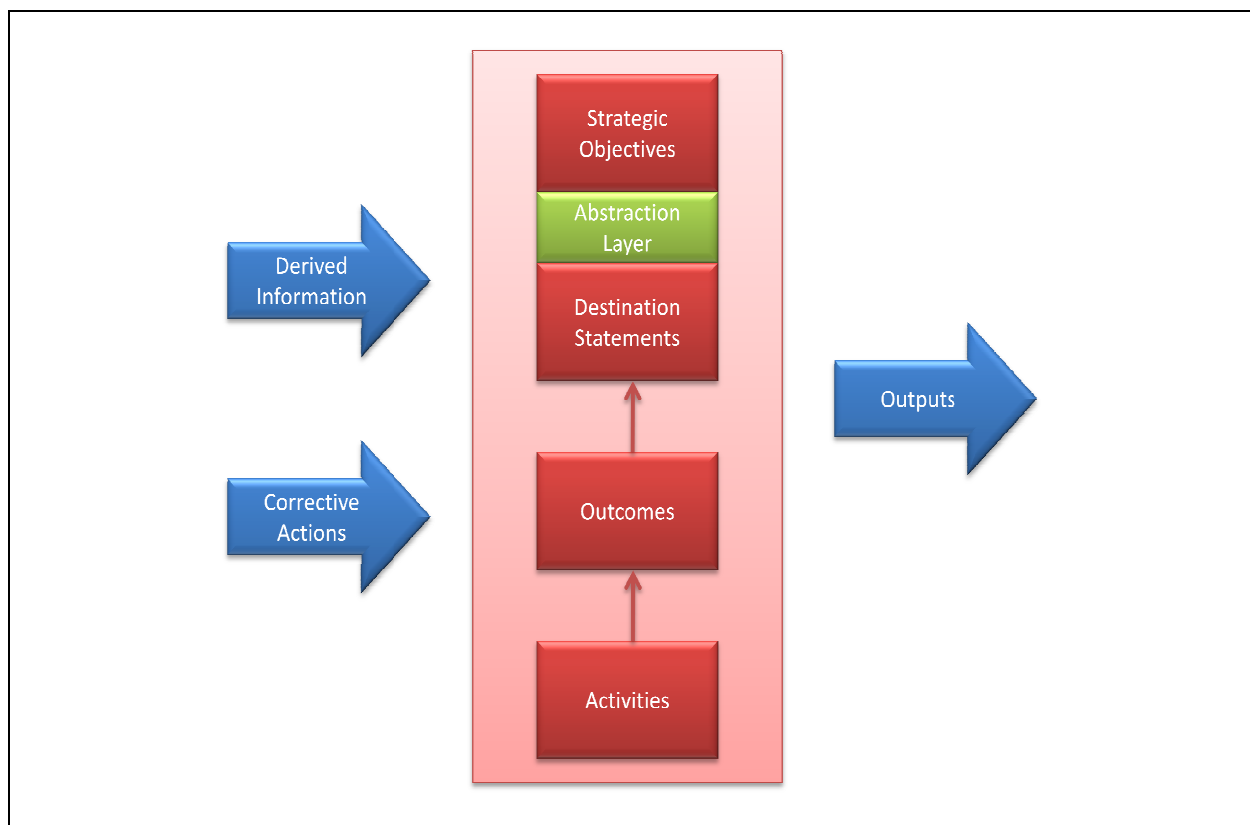 Strategic
Objectives
Abstraction
Layer
Derived
Information
Destination
Statements
Outputs
Corrective
Actions
Outcomes
Activities